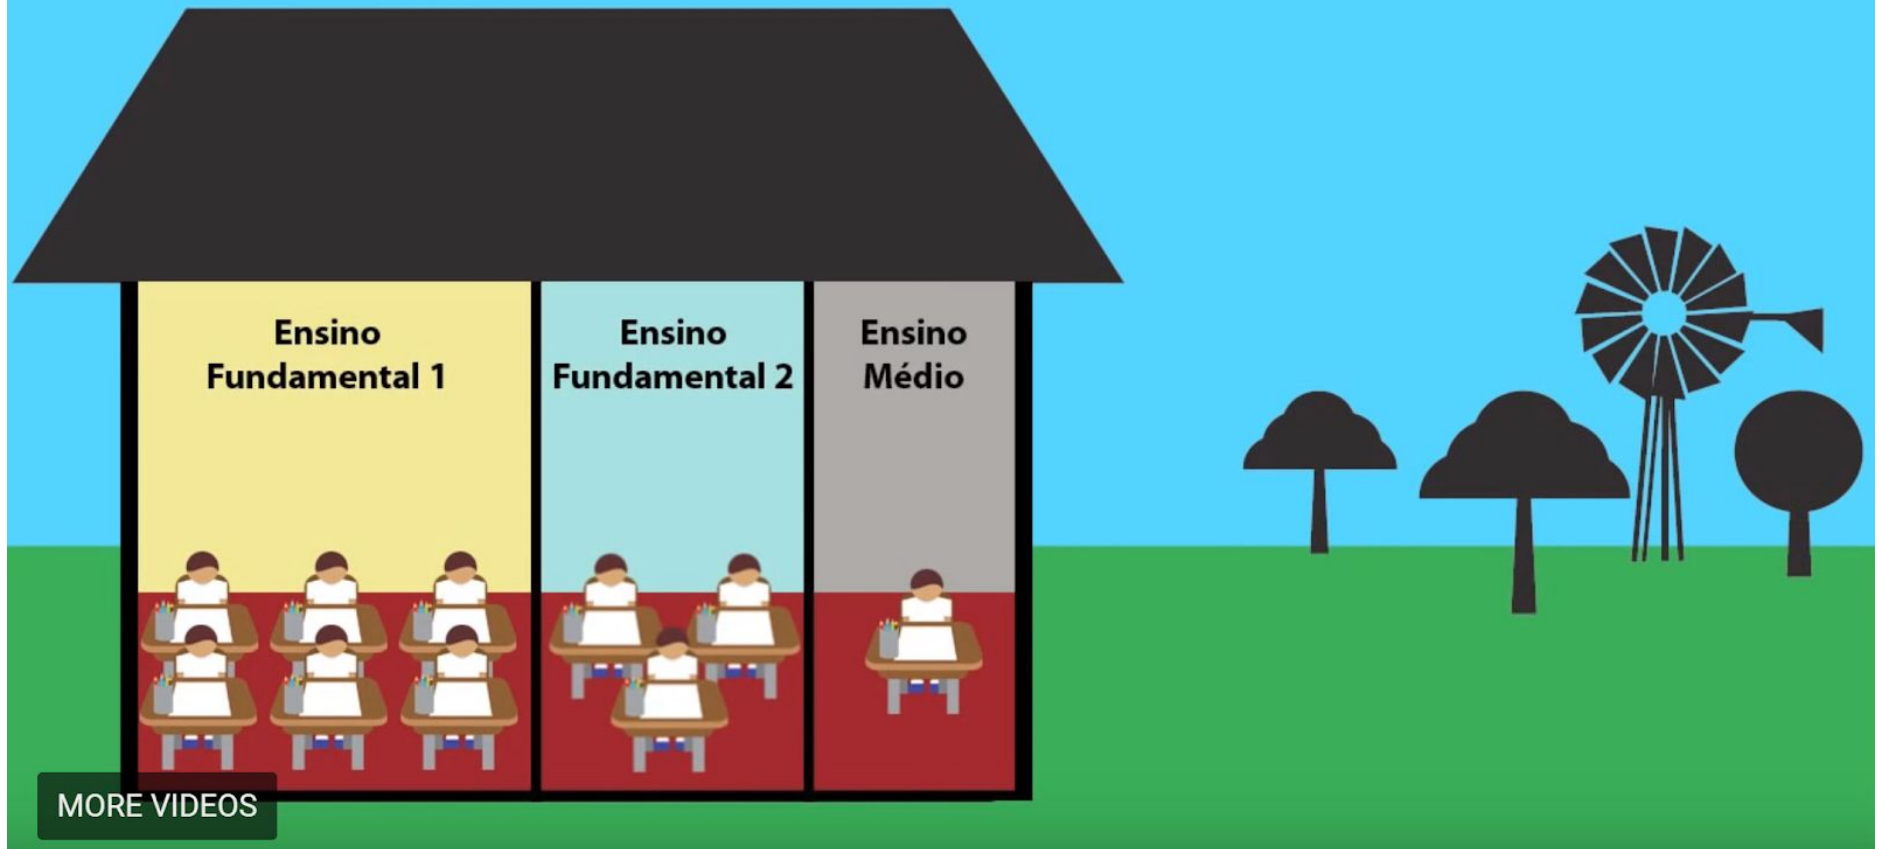 Ensino
Fundamental 1
Ensino
Fundamental 2
Ensino
Médio
MORE VIDEOS